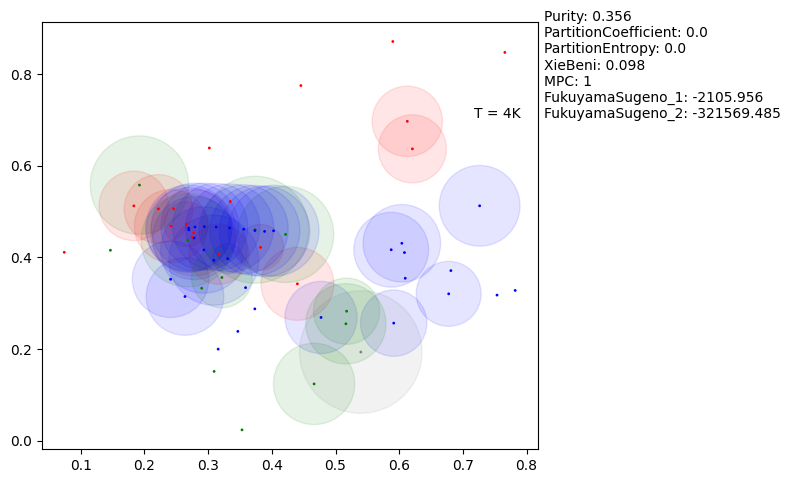 Purity: 0.356
PartitionCoefficient: 0.0
PartitionEntropy: 0.0
XieBeni: 0.098
MPC: 1
FukuyamaSugeno_1: -2105.956
FukuyamaSugeno_2: -321569.485
T = 4K
0.8
0.6
0.4
0.2
0.0
0.1 0.2 0.3 0.4 0.5 0.6 0.7 0.8